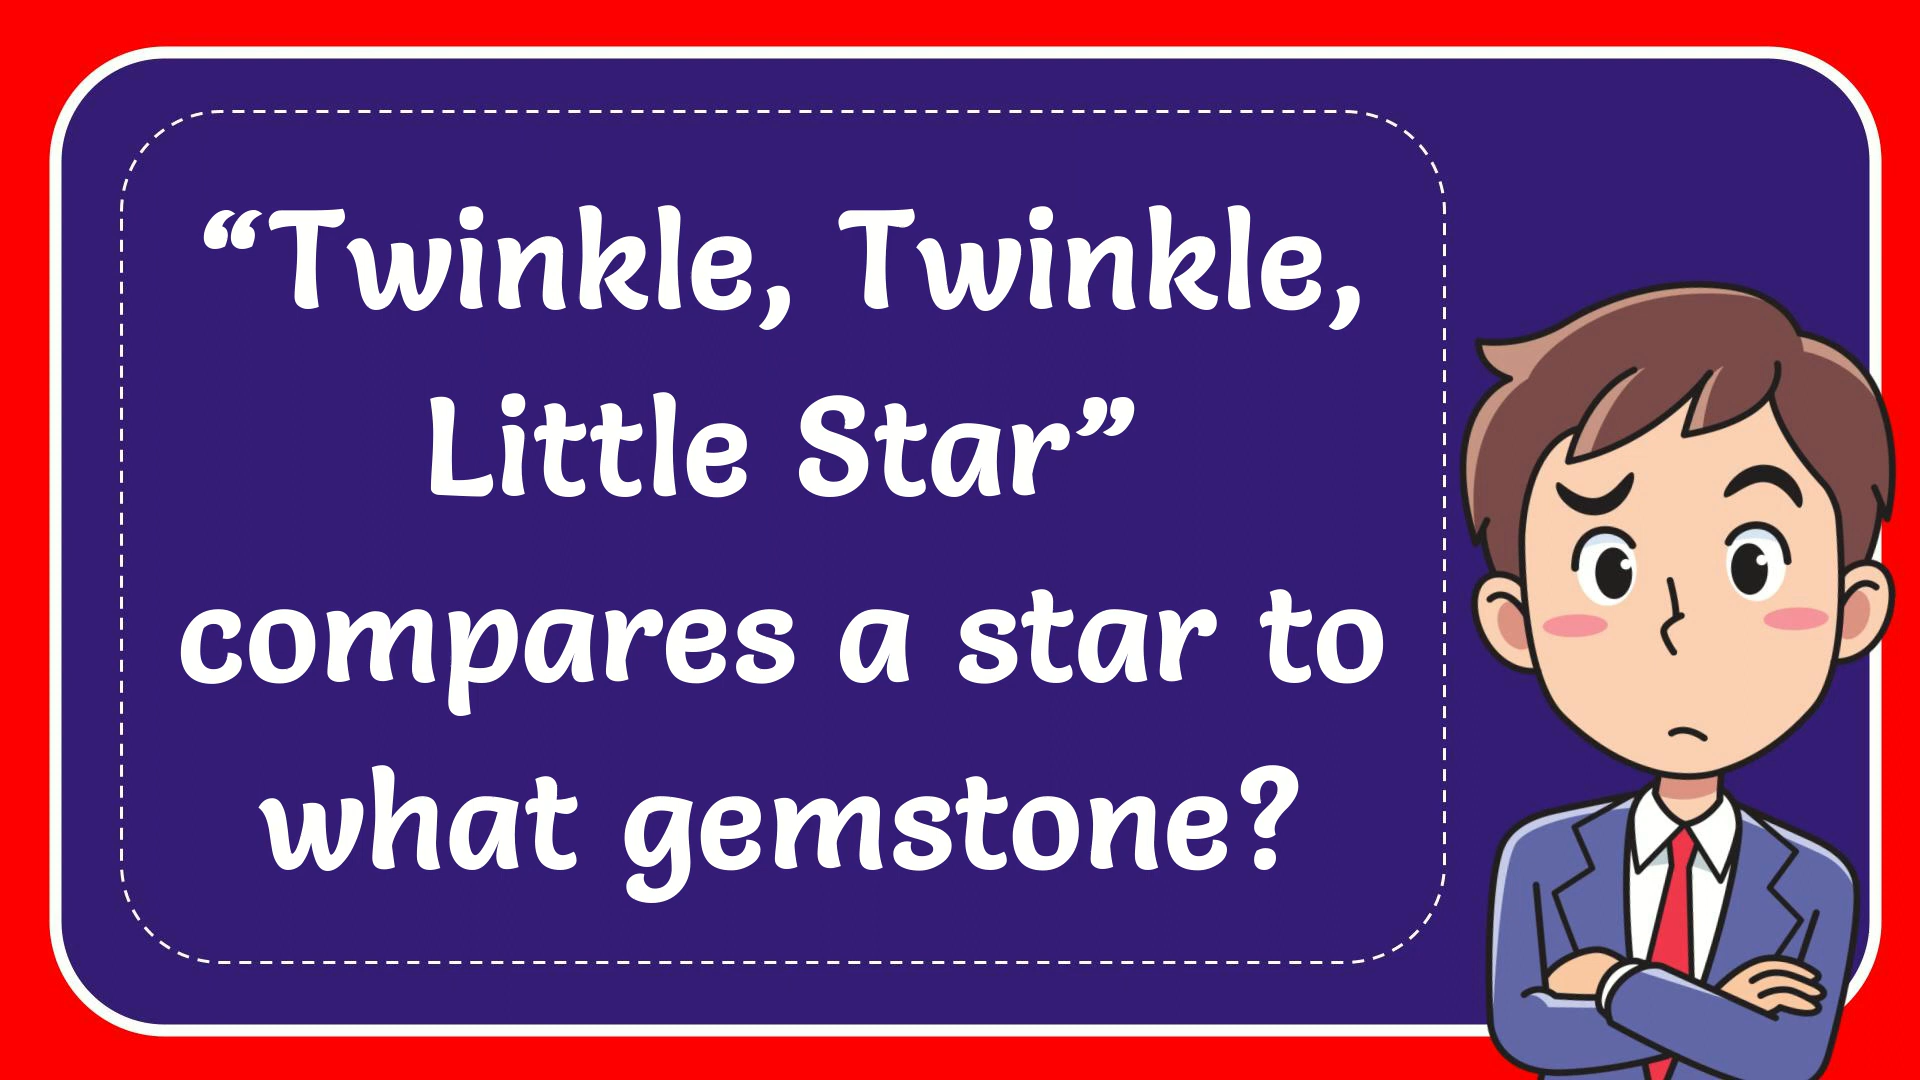 “Twinkle, Twinkle,
Little Star”
compares a star to
what gemstone?